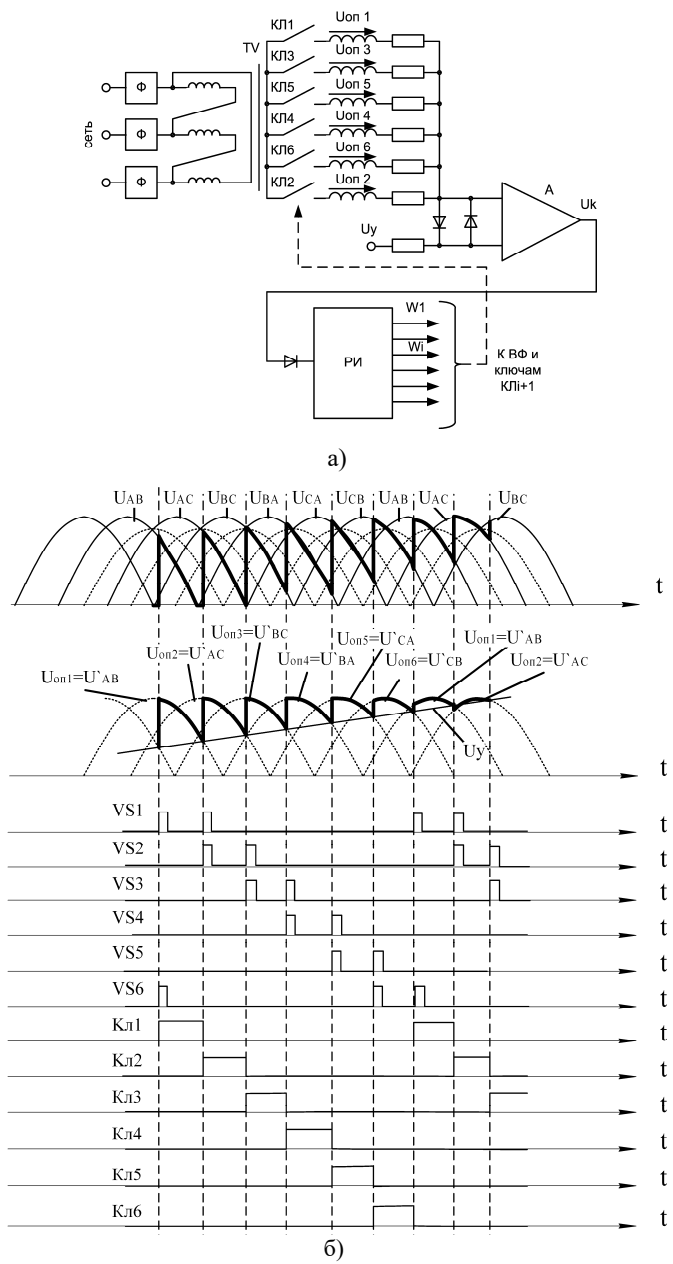 КЛ1
Uоп 1
TV
КЛ3
Uоп 3
Ф
КЛ5
Uоп 5
сеть
Ф
КЛ4
Uоп 4
КЛ6
Uоп 6
Ф
КЛ2
Uоп 2
A
Uk
Uy
W1
Wi
РИ
К ВФ и
ключам
КЛi+1
а)
UAB
UAC
UBC
UBA
UCA
UCB
UAB
UAC
UBC
t
Uоп1=U`AB
Uоп2=U`AC
Uоп3=U`BC
Uоп4=U`BA
Uоп5=U`CA
Uоп6=U`CB
Uоп1=U`AB
Uоп2=U`AC
Uy
t
VS1
t
VS2
t
VS3
t
VS4
t
VS5
t
VS6
t
Кл1
t
Кл2
t
Кл3
t
Кл4
t
Кл5
t
Кл6
t
б)